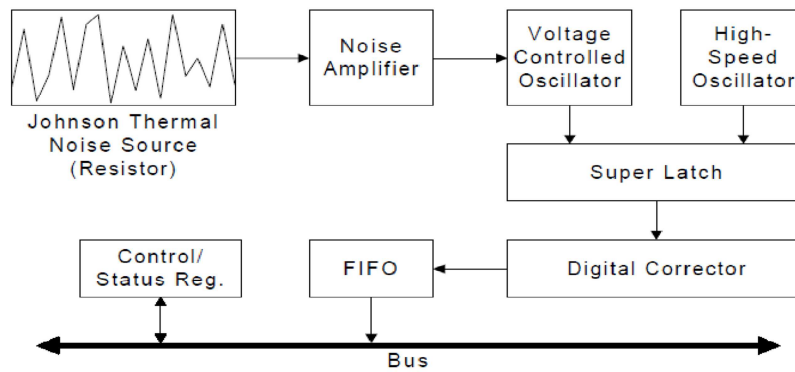 Johnson Thermal
Noise Source
(Resistor)
Noise
Amplifier
Voltage
Controlled
Oscillator
High-
Speed
Oscillator
Super Latch
Control/
Status Reg.
FIFO
Digital Corrector
Bus